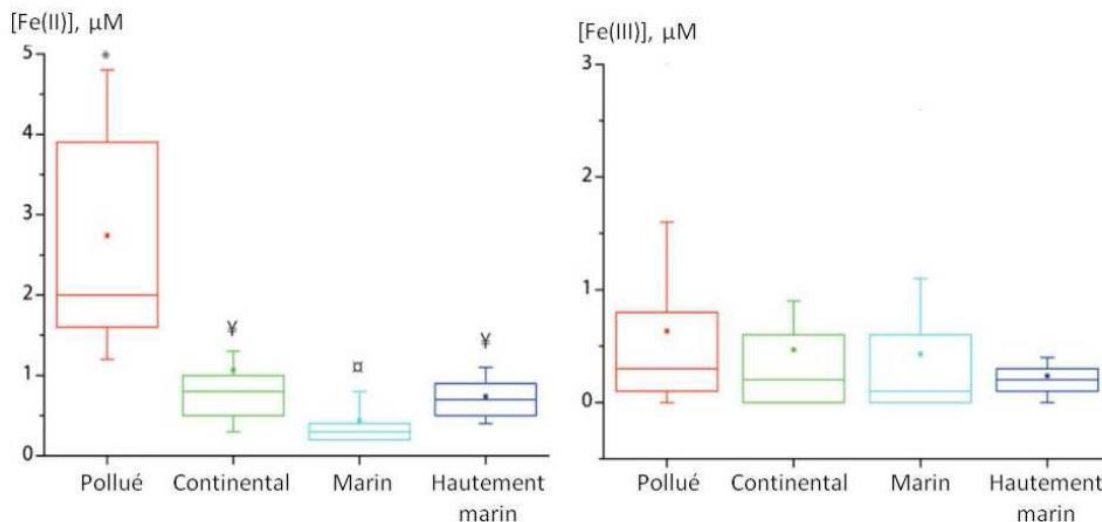 [Fe(II)], µM
5
4
3
2
1
0
*
¥
¤
¥
Pollué Continental Marin Hautement
marin
[Fe(III)], µM
3
2
1
0
Pollué Continental Marin Hautement
marin